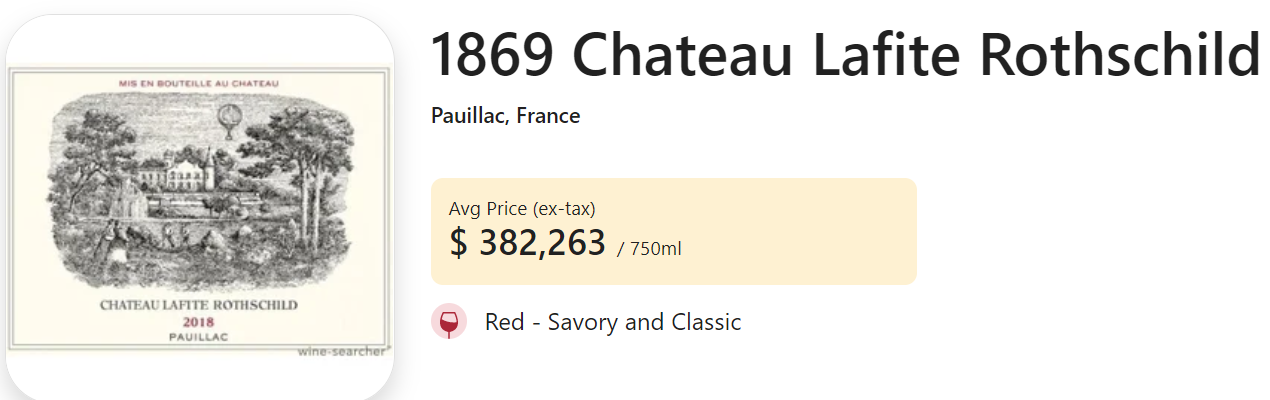 MIS EN BOUTEILLE AU CHATEAU
CHATEAU LAFITE ROTHSCHILD
2018
PAUILLAC
wine-searcher
1869 Chateau Lafite Rothschild
Pauillac, France
Avg Price (ex-tax)
$ 382,263 / 750ml
Red - Savory and Classic